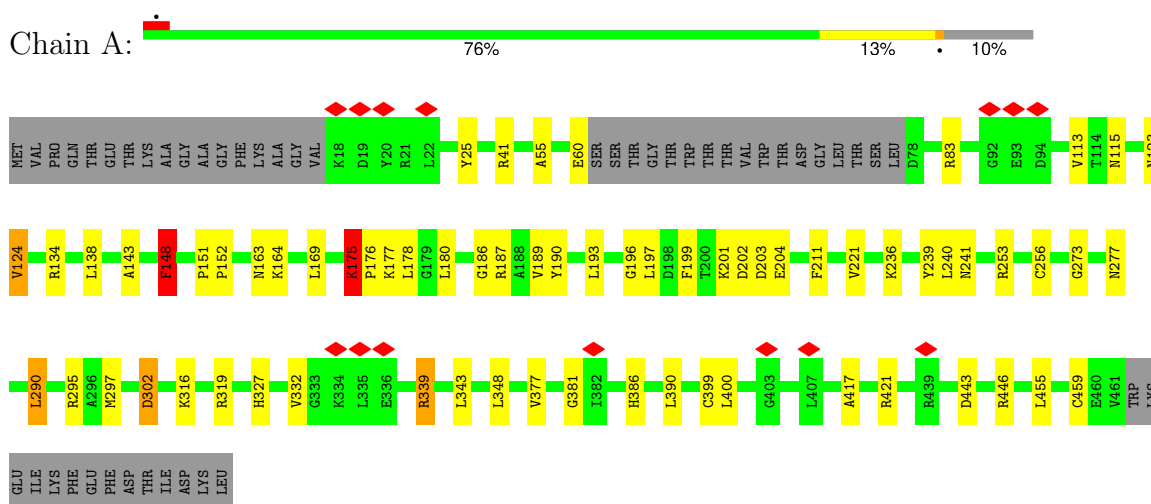 Chain A:
76% 13% • 10%
MET VAL PRO GLN THR GLU THR LYS ALA GLY ALA GLY PHE LYS ALA GLY VAL K18 D19 Y20 R21 L22 Y25 R41 A55 E60 SER SER THR GLY THR TRP THR THR VAL TRP THR ASP GLY LEU THR SER LEU D78 R83 G92 E93 D94 V113 T114 N115 N123
V124 R134 L138 A143 F148 P151 P152 N163 K164 L169 K175 P176 K177 L178 G179 L180 G186 R187 A188 V189 Y190 L193 G196 L197 D198 F199 T200 K201 D202 D203 E204 F211 V221 K236 Y239 L240 N241 R253 C256 G273 N277
L290 R295 A296 M297 D302 K316 R319 H327 V332 G333 K334 L335 E336 R339 L343 L348 V377 G381 I382 H386 L390 C399 L400 G403 L407 A417 R421 R439 D443 R446 L455 C459 E460 V461 TRP LYS
GLU ILE LYS PHE GLU PHE ASP THR ILE ASP LYS LEU